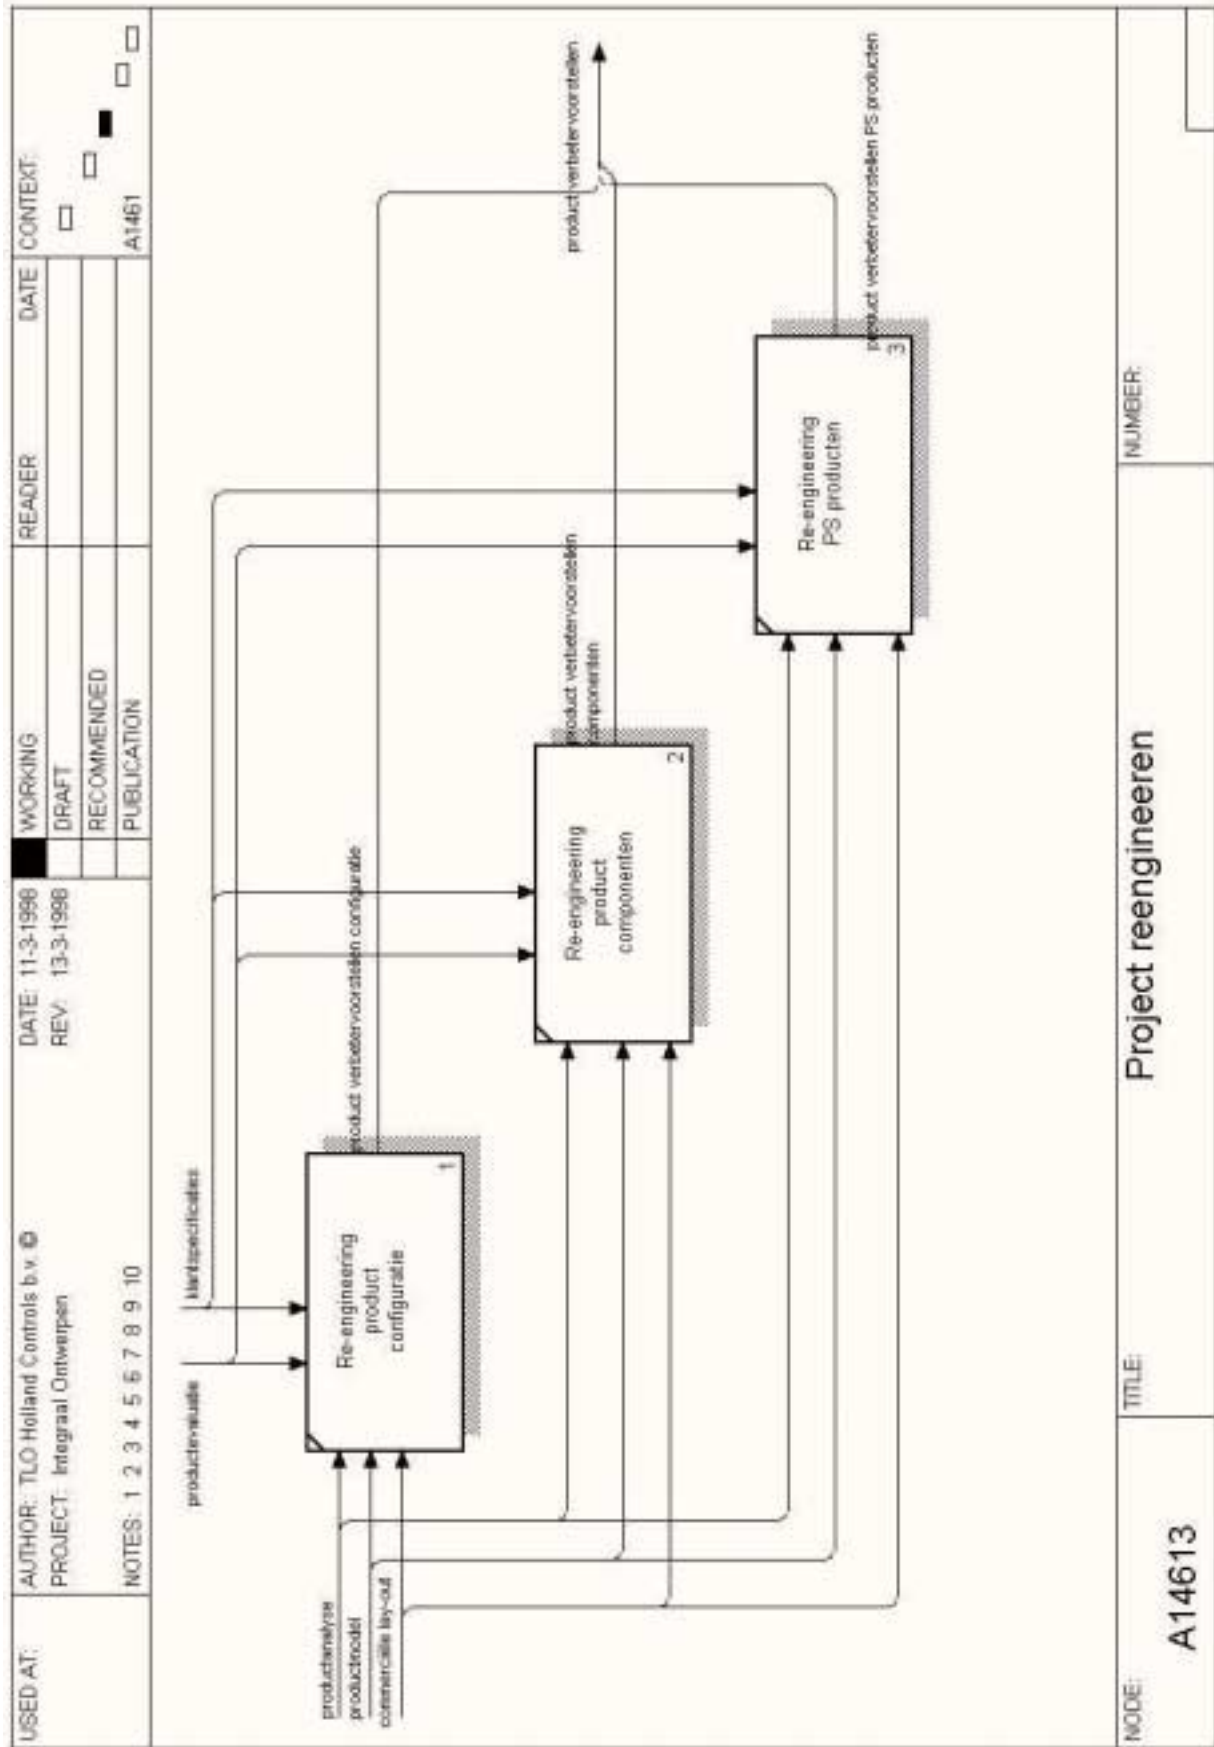 USED AT:
AUTHOR: TLO Holland Controls b.v. ©
PROJECT: Integraal Ontwerpen
NOTES: 1 2 3 4 5 6 7 8 9 10
DATE: 11-3-1998
REV: 13-3-1998
WORKING
DRAFT
RECOMMENDED
PUBLICATION
READER
DATE
CONTEXT:
A1461
productevaluatie
klantspecificaties
productanalyse
productmodel
commerciële lay-out
Re-engineering
product
configuratie
1
product verbetervoorstellen configuratie
Re-engineering
product
componenten
2
product verbetervoorstellen
componenten
Re-engineering
PS producten
3
product verbetervoorstellen PS producten
product verbetervoorstellen
NODE:
A14613
TITLE:
Project reengineeren
NUMBER: